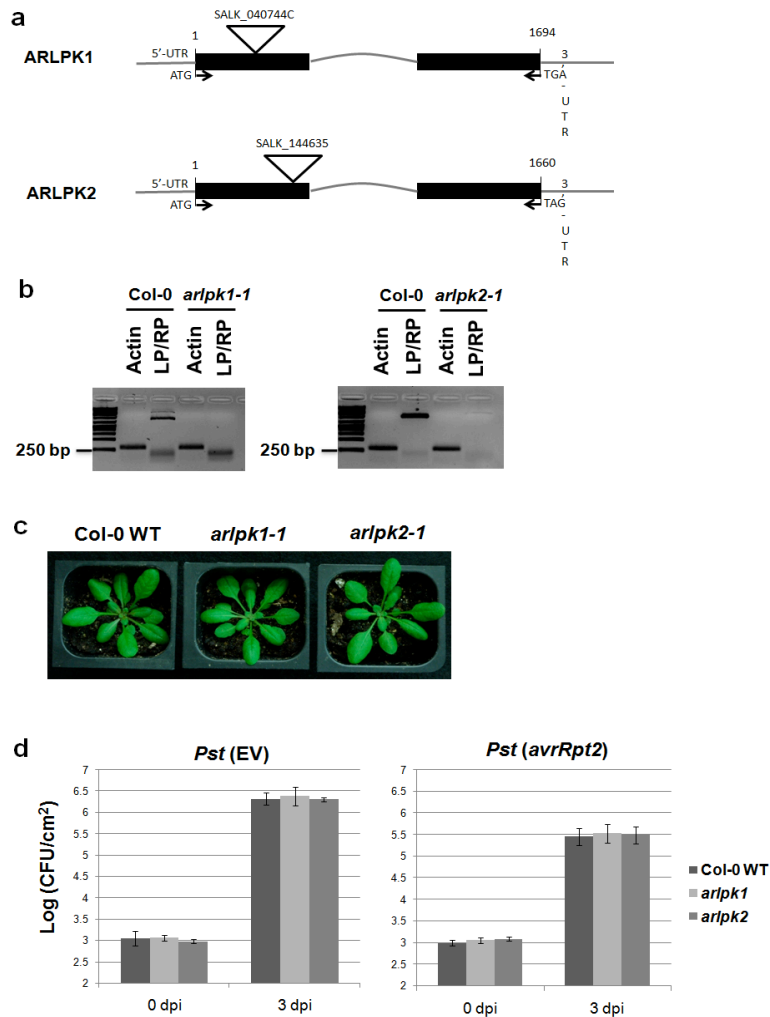 a
SALK_040744C
1
1694
ARLPK1
5'-UTR
ATG
TGA
3'-UTR
SALK_144635
1
1660
ARLPK2
5'-UTR
ATG
TAG
3'-UTR
b
Col-0 arlpk1-1
Actin LP/RP Actin LP/RP
250 bp
Col-0 arlpk2-1
Actin LP/RP Actin LP/RP
250 bp
c
Col-0 WT arlpk1-1 arlpk2-1
d
Pst (EV)
Log (CFU/cm²)
7
6.5
6
5.5
5
4.5
4
3.5
3
2.5
2
0 dpi 3 dpi
Pst (avrRpt2)
7
6.5
6
5.5
5
4.5
4
3.5
3
2.5
2
0 dpi 3 dpi
Col-0 WT
arlpk1
arlpk2